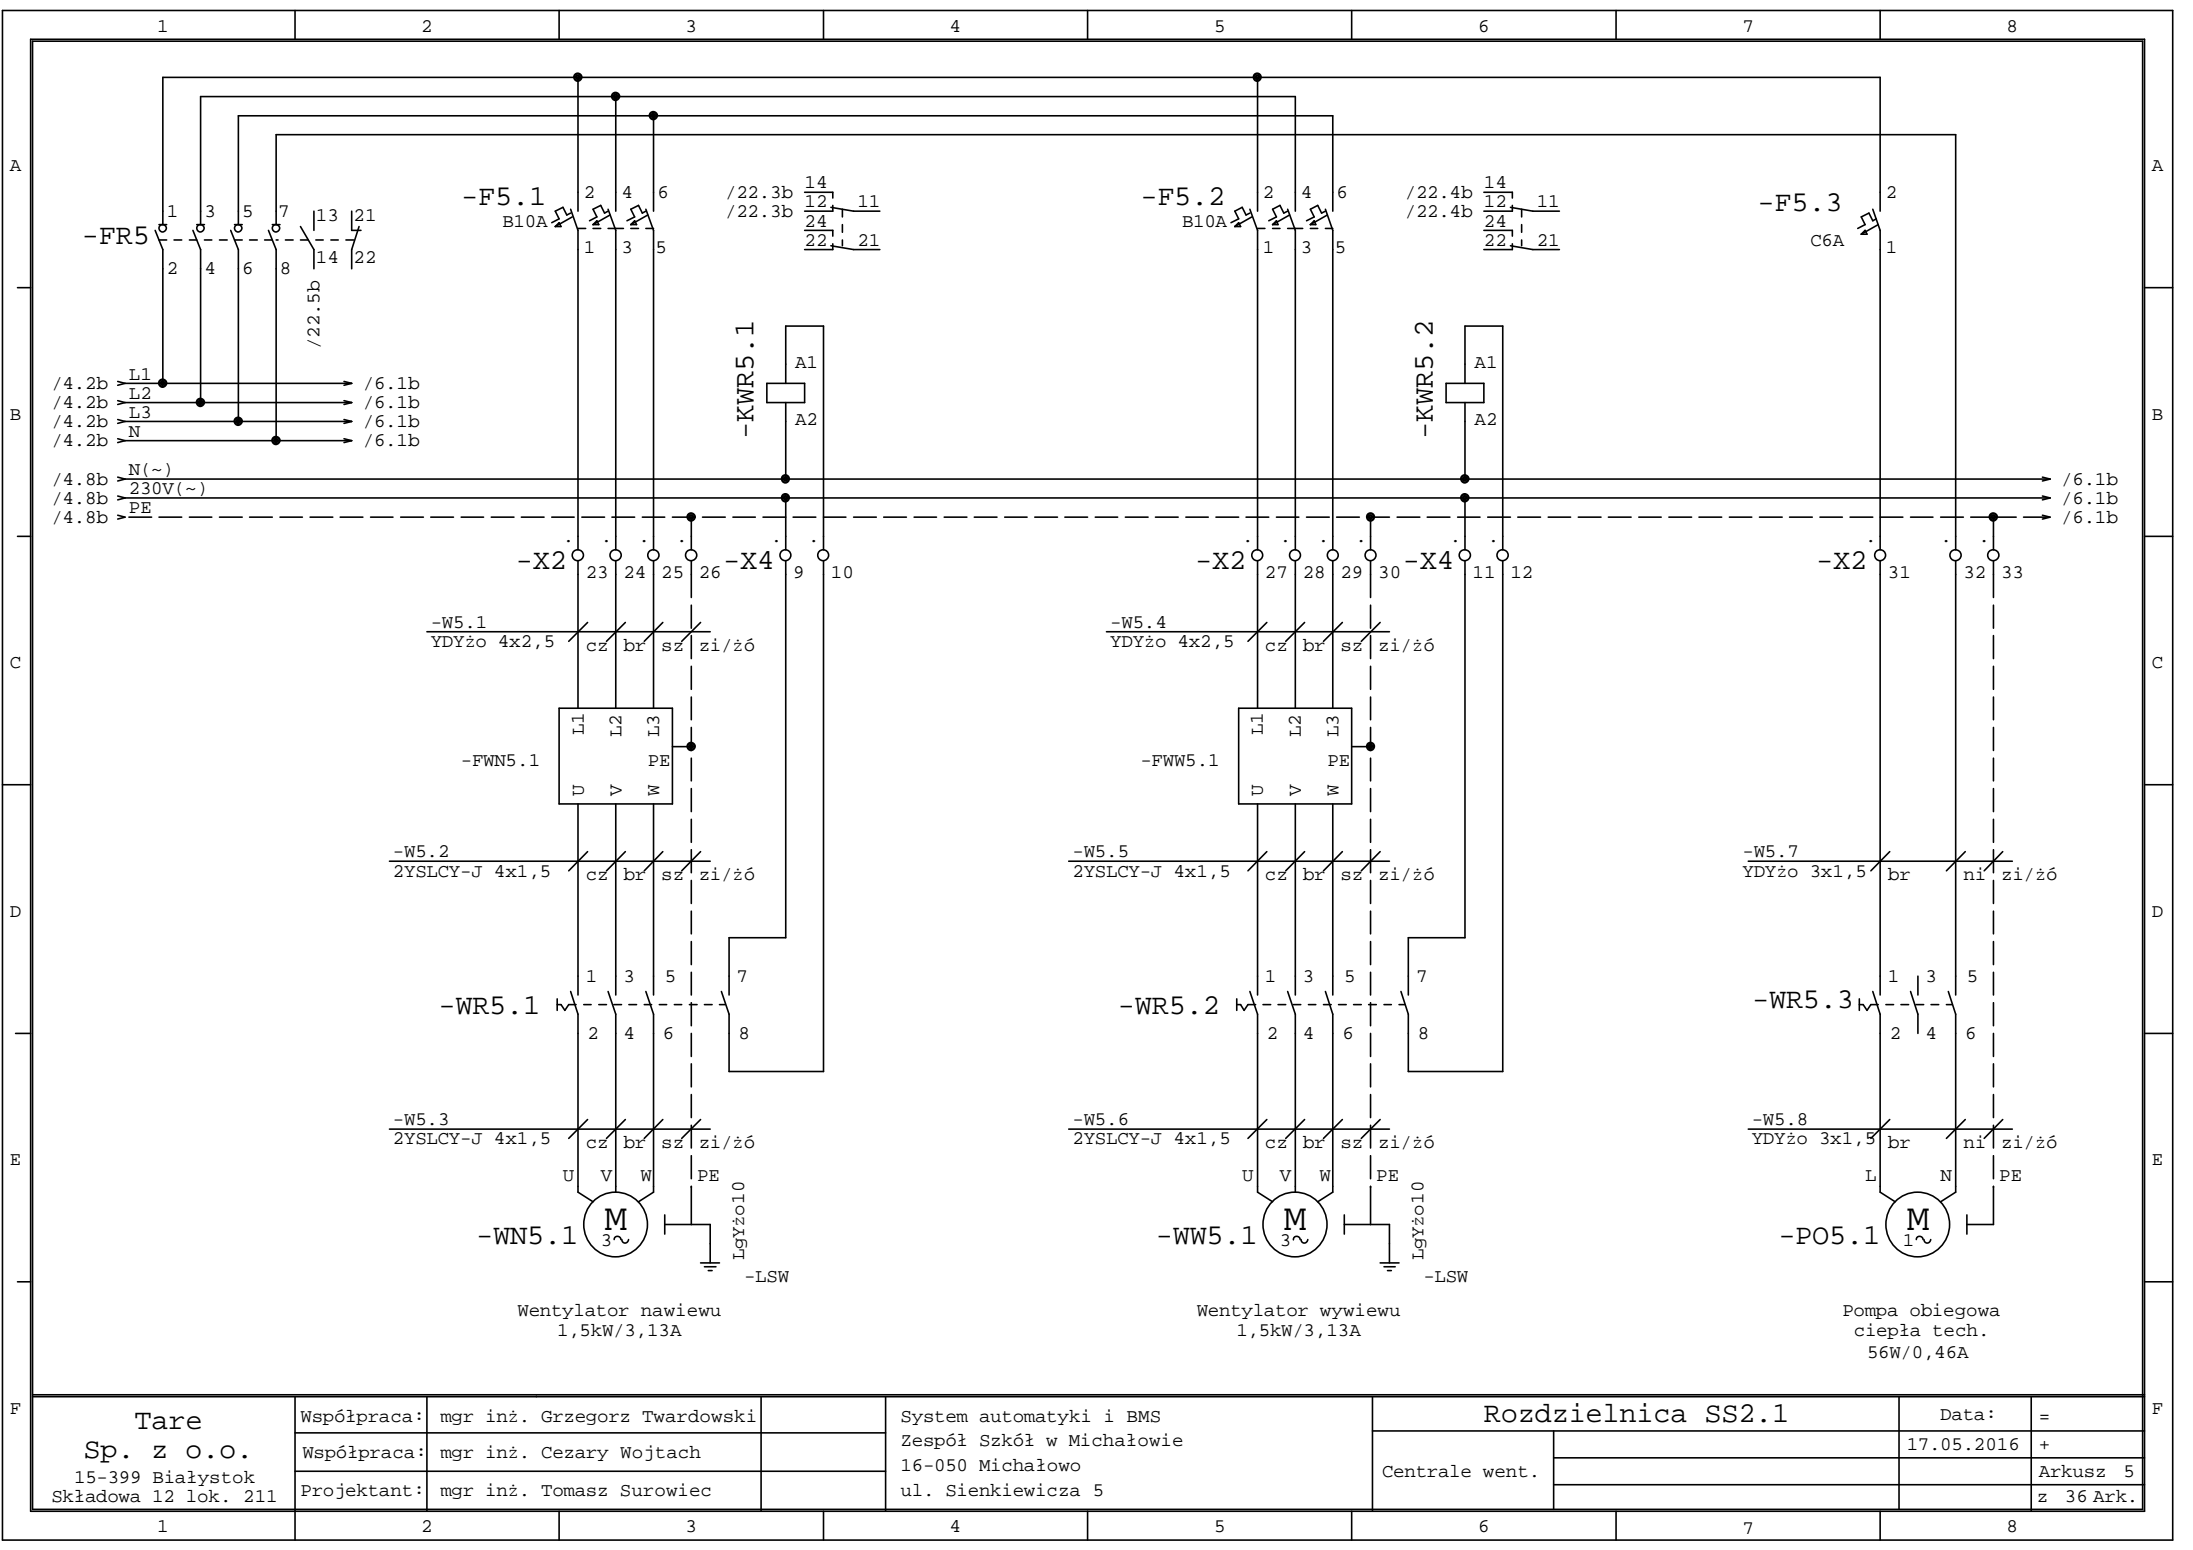 1 2 3 4 5 6 7 8
A A
-F5.1 2 4 6
B10A
1 3 5
/22.3b 14
/22.3b 12 11
24
22 21
-F5.2 2 4 6
B10A
1 3 5
/22.4b 14
/22.4b 12 11
24
22 21
-F5.3 2
C6A
1
1 3 5 7 13 21
-FR5
2 4 6 8 14 22
/22.5b
-KWR5.1
A1
A2
-KWR5.2
A1
A2
/4.2b L1 /6.1b
/4.2b L2 /6.1b
/4.2b L3 /6.1b
/4.2b N /6.1b
B B
/4.8b N(~) /6.1b
/4.8b 230V(~) /6.1b
/4.8b PE /6.1b
-X2 23 24 25 26 -X4 9 10
-X2 27 28 29 30 -X4 11 12
-X2 31 32 33
-W5.1
YDYżo 4x2,5 cz br sz zi/żó
-W5.4
YDYżo 4x2,5 cz br sz zi/żó
C C
L1 L2 L3
-FWN5.1 PE
U V W
L1 L2 L3
-FWW5.1 PE
U V W
-W5.2
2YSLCY-J 4x1,5 cz br sz zi/żó
-W5.5
2YSLCY-J 4x1,5 cz br sz zi/żó
-W5.7
YDYżo 3x1,5 br ni zi/żó
D D
1 3 5 7
-WR5.1
2 4 6 8
1 3 5 7
-WR5.2
2 4 6 8
1 3 5
-WR5.3
2 4 6
-W5.3
2YSLCY-J 4x1,5 cz br sz zi/żó
-W5.6
2YSLCY-J 4x1,5 cz br sz zi/żó
-W5.8
YDYżo 3x1,5 br ni zi/żó
E E
U V W PE
-WN5.1 M
3~
LgYżo10
-LSW
U V W PE
-WW5.1 M
3~
LgYżo10
-LSW
L N PE
-PO5.1 M
1~
Wentylator nawiewu
1,5kW/3,13A
Wentylator wywiewu
1,5kW/3,13A
Pompa obiegowa
ciepła tech.
56W/0,46A
F F
Tare
Sp. z o.o.
15-399 Białystok
Składowa 12 lok. 211
Współpraca: mgr inż. Grzegorz Twardowski
Współpraca: mgr inż. Cezary Wojtach
Projektant: mgr inż. Tomasz Surowiec
System automatyki i BMS
Zespół Szkół w Michałowie
16-050 Michałowo
ul. Sienkiewicza 5
Rozdzielnica SS2.1
Centrale went.
Data:
17.05.2016
=
+
Arkusz 5
z 36 Ark.
1 2 3 4 5 6 7 8